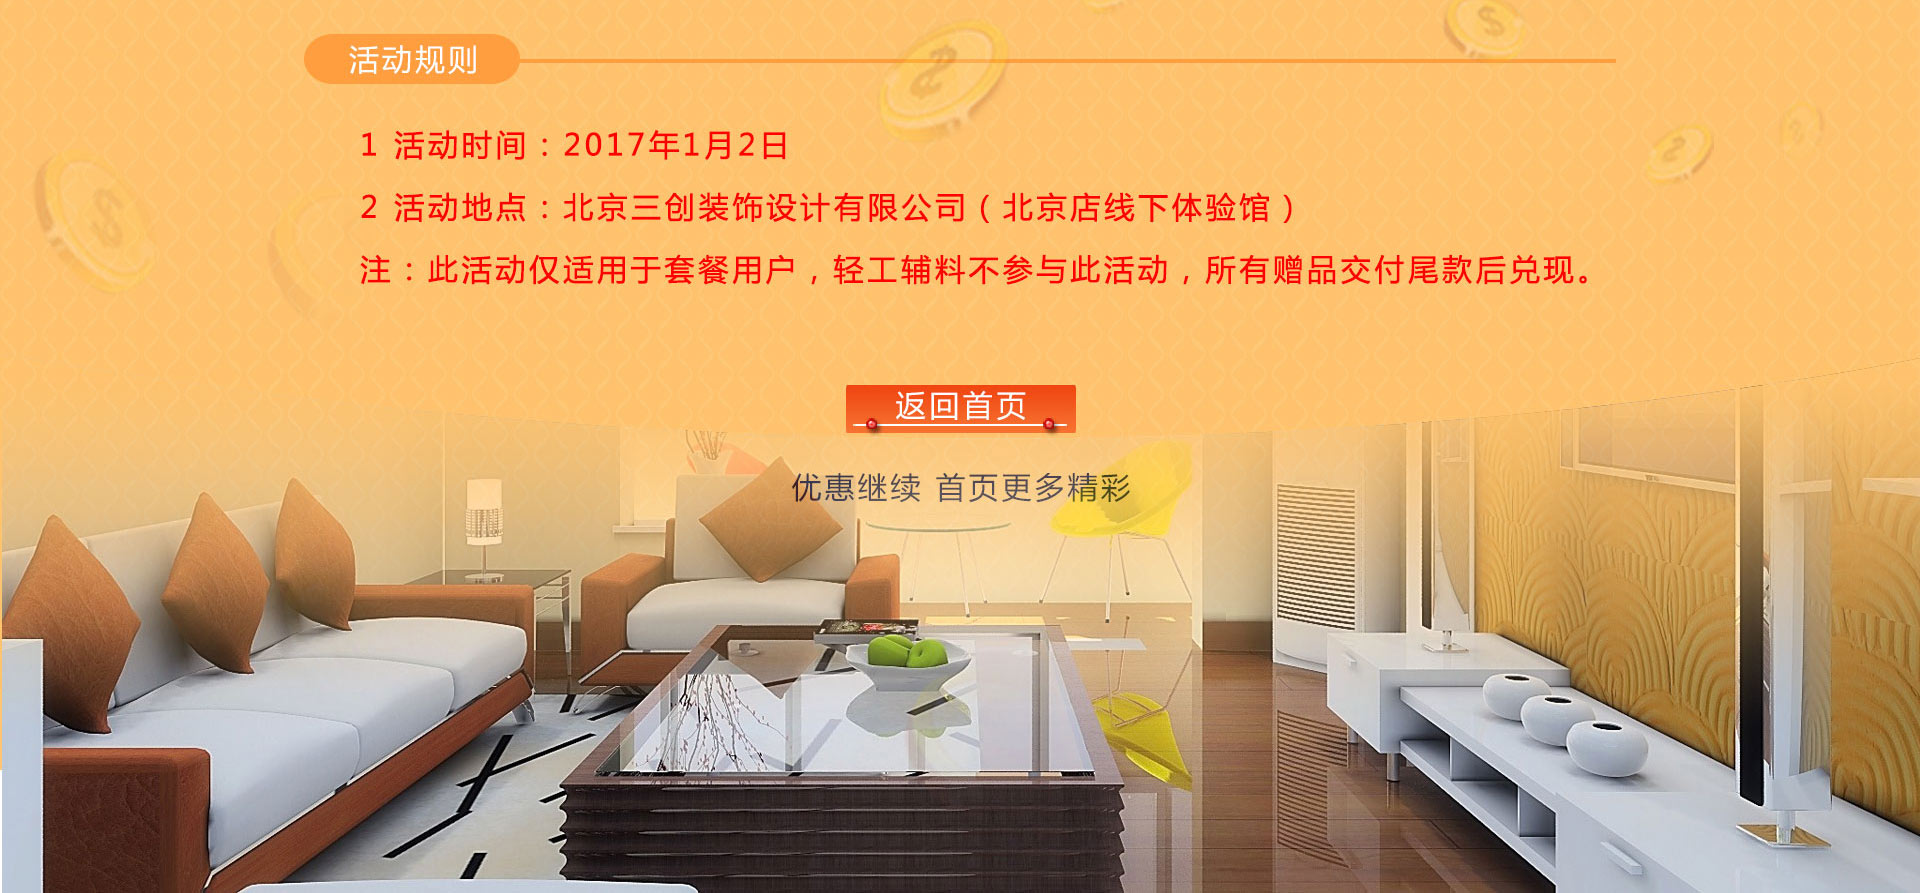 活动规则
1 活动时间：2017年1月2日
2 活动地点：北京三创装饰设计有限公司（北京店线下体验馆）
注：此活动仅适用于套餐用户，轻工辅料不参与此活动，所有赠品交付尾款后兑现。
返回首页
优惠继续 首页更多精彩